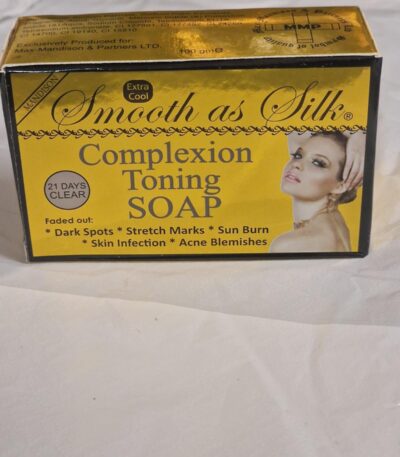 Exclusively Produced for:
Max-Mandison & Partners LTD.
100 gm ℮
MMP
MANDISON
Extra
Cool
Smooth as Silk®
Complexion
Toning
SOAP
21 DAYS
CLEAR
Faded out:
* Dark Spots * Stretch Marks * Sun Burn
* Skin Infection * Acne Blemishes